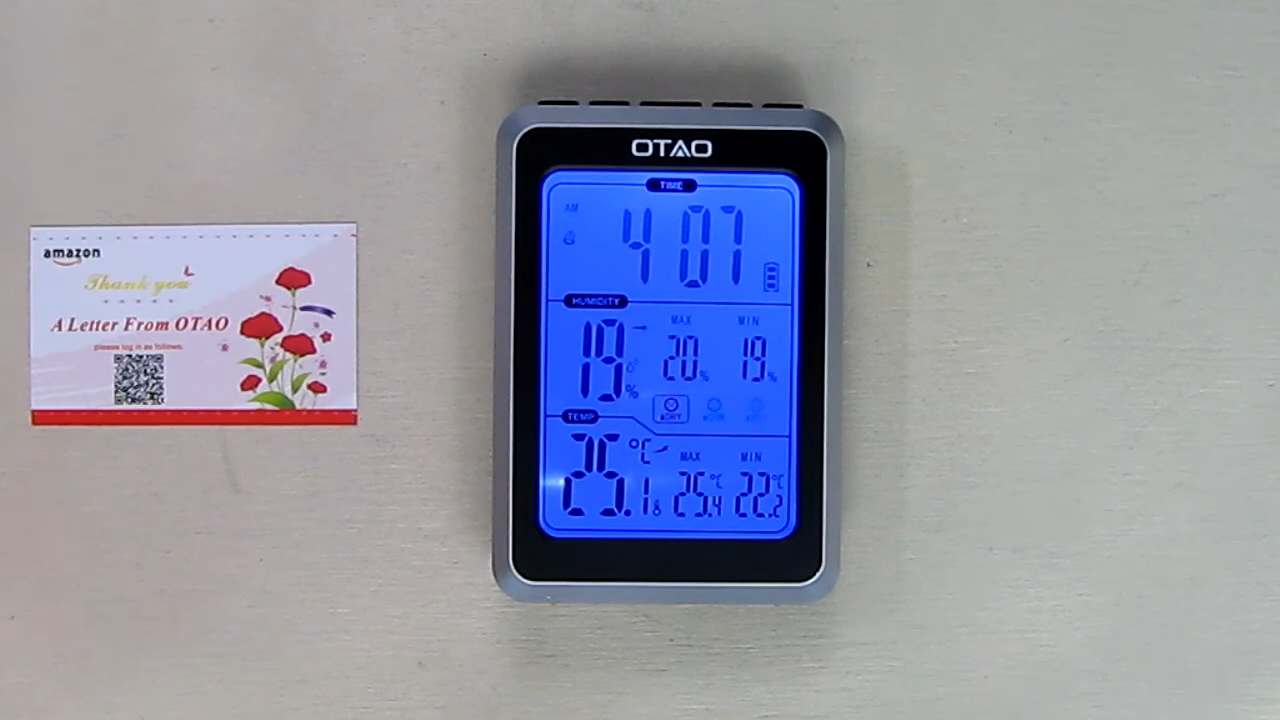 amazon
Thank you
A Letter From OTAO
please log in as follows:
OTAO
TIME
AM
4 07
HUMIDITY
19 %
MAX
20 %
MIN
19 %
DRY
TEMP
25.1 °C
MAX
25.4 °C
MIN
22.2 °C